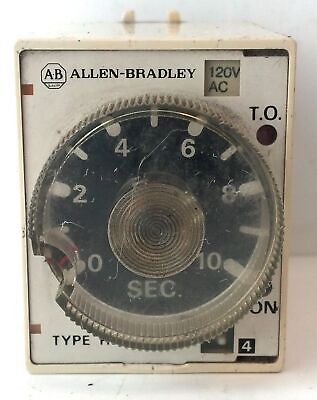 AB ALLEN-BRADLEY 120V AC
T.O.
4 6
2 8
0 10
SEC.
ON
TYPE
4